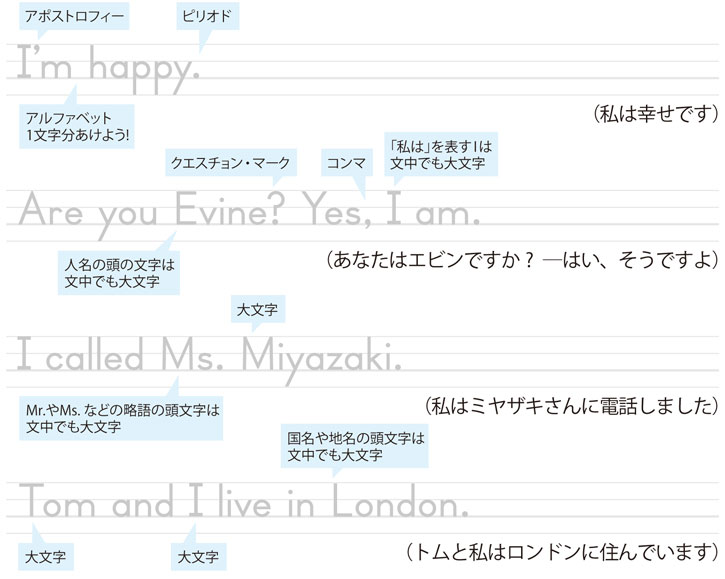 アポストロフィー
ピリオド
I'm happy.
アルファベット
1文字分あけよう!
(私は幸せです)
クエスチョン・マーク
コンマ
「私は」を表すIは
文中でも大文字
Are you Evine? Yes, I am.
人名の頭の文字は
文中でも大文字
(あなたはエビンですか? ―はい、そうですよ)
大文字
I called Ms. Miyazaki.
Mr.やMs. などの略語の頭文字は
文中でも大文字
(私はミヤザキさんに電話しました)
国名や地名の頭文字は
文中でも大文字
Tom and I live in London.
大文字
大文字
(トムと私はロンドンに住んでいます)